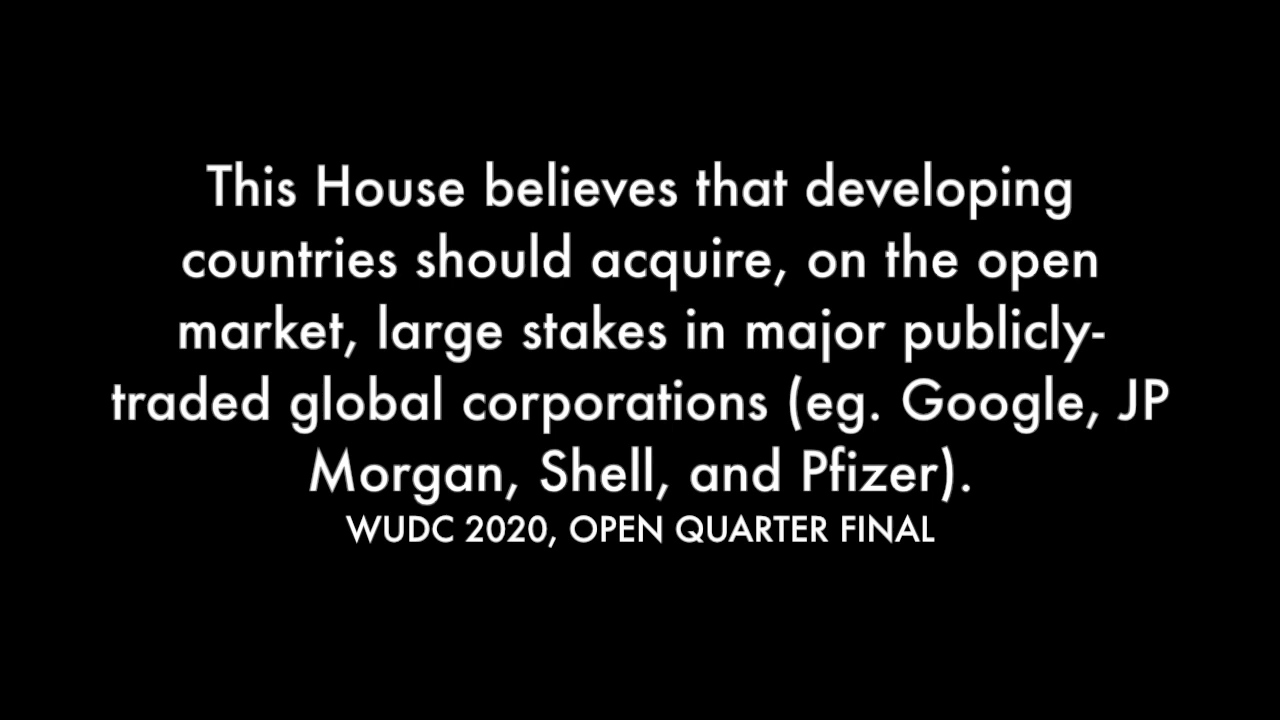 This House believes that developing
countries should acquire, on the open
market, large stakes in major publicly-
traded global corporations (eg. Google, JP
Morgan, Shell, and Pfizer).
WUDC 2020, OPEN QUARTER FINAL